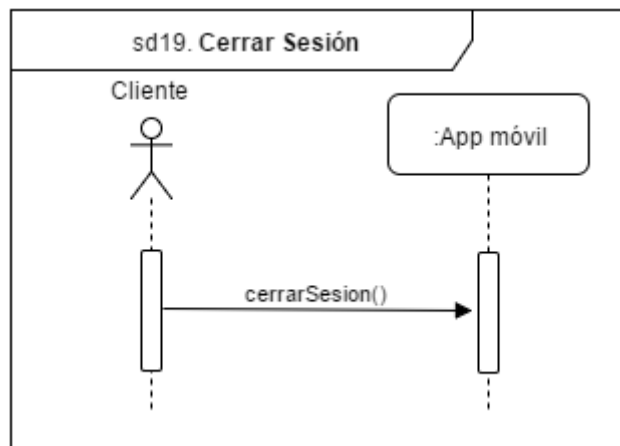 sd19. Cerrar Sesión
Cliente
:App móvil
cerrarSesion()